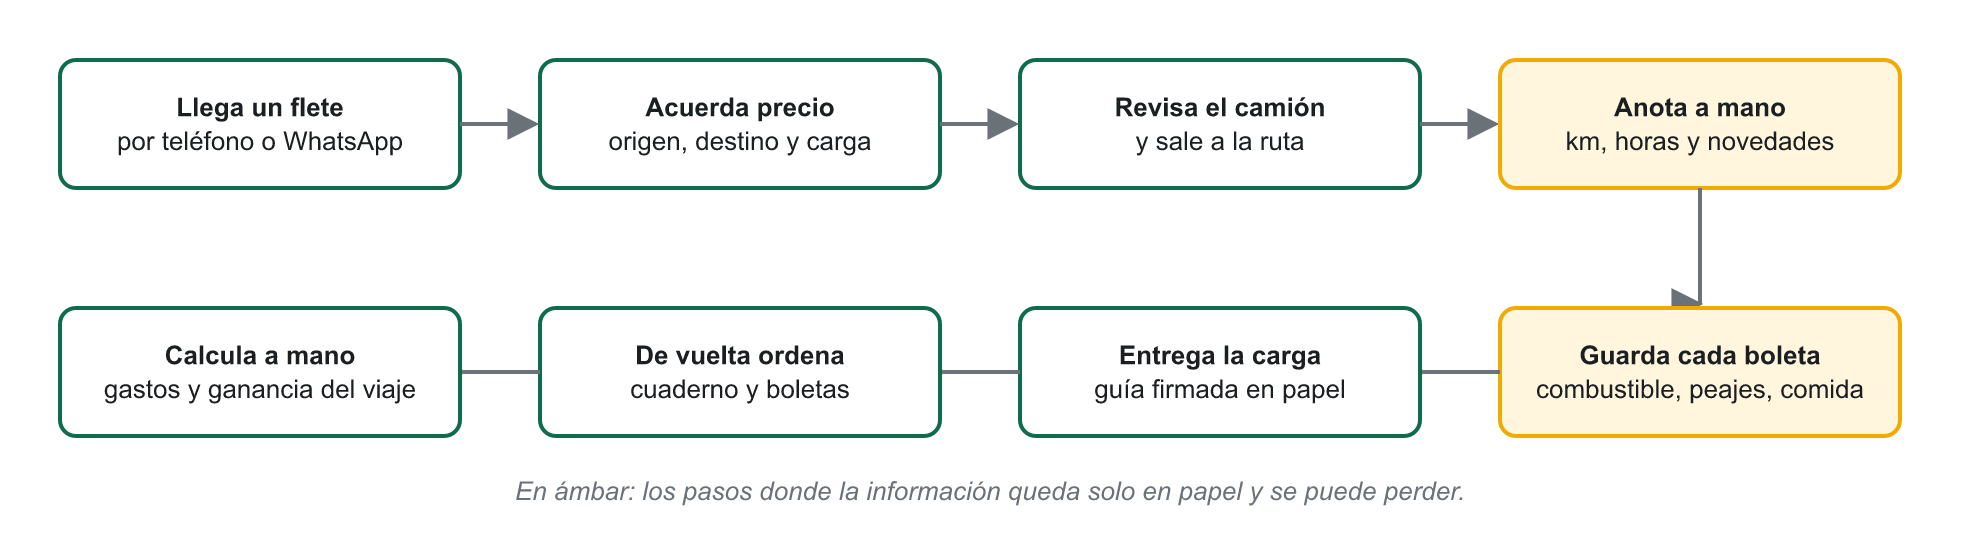 Llega un flete
por teléfono o WhatsApp
Acuerda precio
origen, destino y carga
Revisa el camión
y sale a la ruta
Anota a mano
km, horas y novedades
Calcula a mano
gastos y ganancia del viaje
De vuelta ordena
cuaderno y boletas
Entrega la carga
guía firmada en papel
Guarda cada boleta
combustible, peajes, comida
En ámbar: los pasos donde la información queda solo en papel y se puede perder.